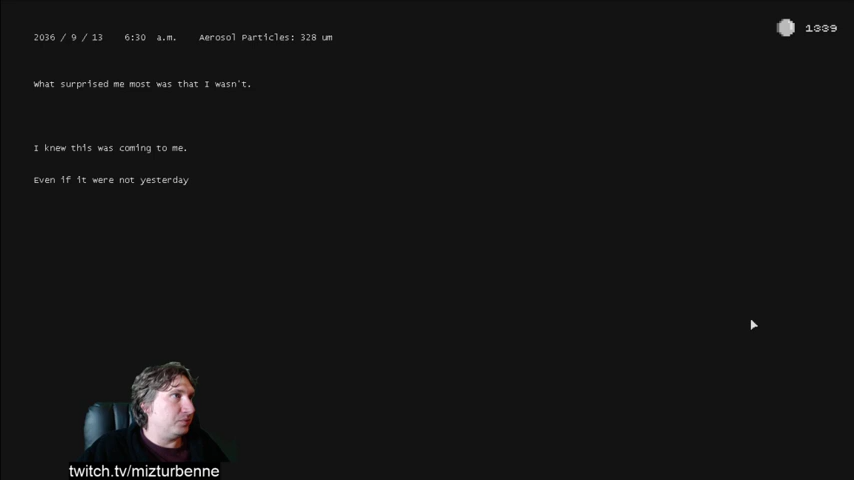 2036 / 9 / 13 6:30 a.m. Aerosol Particles: 328 um
1339
What surprised me most was that I wasn't.
I knew this was coming to me.
Even if it were not yesterday
twitch.tv/mizturbenne